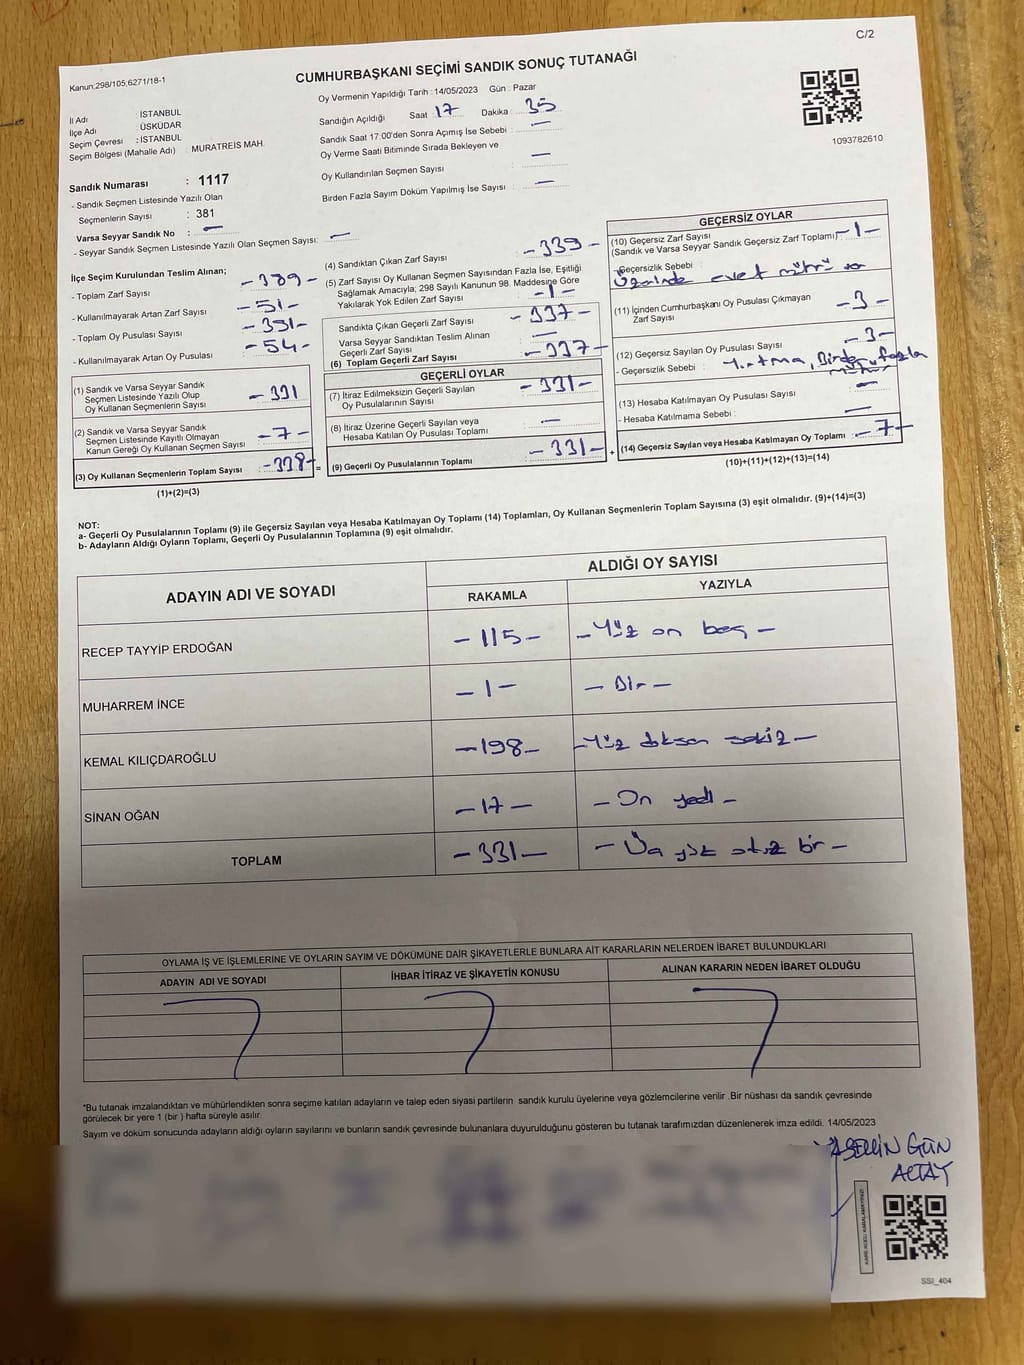 C/2
Kanun:298/105,6271/18-1
CUMHURBAŞKANI SEÇİMİ SANDIK SONUÇ TUTANAĞI
Oy Vermenin Yapıldığı Tarih : 14/05/2023 Gün : Pazar
İl Adı : İSTANBUL
İlçe Adı : ÜSKÜDAR
Seçim Çevresi : İSTANBUL
Seçim Bölgesi (Mahalle Adı) : MURATREİS MAH.
Sandığın Açıldığı Saat : 17 Dakika : 35
Sandık Saat 17:00'den Sonra Açımış İse Sebebi : —
Oy Verme Saati Bitiminde Sırada Bekleyen ve
Oy Kullandırılan Seçmen Sayısı : —
Birden Fazla Sayım Döküm Yapılmış İse Sayısı : —
1093782610
Sandık Numarası : 1117
- Sandık Seçmen Listesinde Yazılı Olan
Seçmenlerin Sayısı : 381
Varsa Seyyar Sandık No : —
- Seyyar Sandık Seçmen Listesinde Yazılı Olan Seçmen Sayısı: —
İlçe Seçim Kurulundan Teslim Alınan;
- Toplam Zarf Sayısı - 389 -
- Kullanılmayarak Artan Zarf Sayısı - 51 -
- Toplam Oy Pusulası Sayısı - 391 -
- Kullanılmayarak Artan Oy Pusulası - 54 -
(1) Sandık ve Varsa Seyyar Sandık
Seçmen Listesinde Yazılı Olup
Oy Kullanan Seçmenlerin Sayısı - 331
(2) Sandık ve Varsa Seyyar Sandık
Seçmen Listesinde Kayıtlı Olmayan
Kanun Gereği Oy Kullanan Seçmen Sayısı - 7 -
(3) Oy Kullanan Seçmenlerin Toplam Sayısı - 338 - =
(1)+(2)=(3)
(4) Sandıktan Çıkan Zarf Sayısı - 339 -
(5) Zarf Sayısı Oy Kullanan Seçmen Sayısından Fazla İse, Eşitliği
Sağlamak Amacıyla; 298 Sayılı Kanunun 98. Maddesine Göre
Yakılarak Yok Edilen Zarf Sayısı - 1 -
Sandıkta Çıkan Geçerli Zarf Sayısı - 337 -
Varsa Seyyar Sandıktan Teslim Alınan
Geçerli Zarf Sayısı —
(6) Toplam Geçerli Zarf Sayısı - 337 -
GEÇERLİ OYLAR
(7) İtiraz Edilmeksizin Geçerli Sayılan
Oy Pusulalarının Sayısı - 331 -
(8) İtiraz Üzerine Geçerli Sayılan veya
Hesaba Katılan Oy Pusulası Toplamı —
(9) Geçerli Oy Pusulalarının Toplamı - 331 - +
GEÇERSİZ OYLAR
(10) Geçersiz Zarf Sayısı
(Sandık ve Varsa Seyyar Sandık Geçersiz Zarf Toplamı) - 1 -
-Geçersizlik Sebebi :
Üzerinde evet mührü
(11) İçinden Cumhurbaşkanı Oy Pusulası Çıkmayan
Zarf Sayısı - 3 -
(12) Geçersiz Sayılan Oy Pusulası Sayısı - 3 -
- Geçersizlik Sebebi : Yırtma, Birden fazla
mühür
(13) Hesaba Katılmayan Oy Pusulası Sayısı —
- Hesaba Katılmama Sebebi : —
(14) Geçersiz Sayılan veya Hesaba Katılmayan Oy Toplamı : - 7 -
(10)+(11)+(12)+(13)=(14)
NOT:
a- Geçerli Oy Pusulalarının Toplamı (9) ile Geçersiz Sayılan veya Hesaba Katılmayan Oy Toplamı (14) Toplamları, Oy Kullanan Seçmenlerin Toplam Sayısına (3) eşit olmalıdır. (9)+(14)=(3)
b- Adayların Aldığı Oyların Toplamı, Geçerli Oy Pusulalarının Toplamına (9) eşit olmalıdır.
ADAYIN ADI VE SOYADI ALDIĞI OY SAYISI
RAKAMLA YAZIYLA
RECEP TAYYİP ERDOĞAN - 115 - - Yüz on beş -
MUHARREM İNCE - 1 - - Bir -
KEMAL KILIÇDAROĞLU - 198 - - Yüz doksan sekiz -
SİNAN OĞAN - 17 - - On yedi -
TOPLAM - 331 - - Üç yüz otuz bir -
OYLAMA İŞ VE İŞLEMLERİNE VE OYLARIN SAYIM VE DÖKÜMÜNE DAİR ŞİKAYETLERLE BUNLARA AİT KARARLARIN NELERDEN İBARET BULUNDUKLARI
ADAYIN ADI VE SOYADI İHBAR İTİRAZ VE ŞİKAYETİN KONUSU ALINAN KARARIN NEDEN İBARET OLDUĞU
*Bu tutanak imzalandıktan ve mühürlendikten sonra seçime katılan adayların ve talep eden siyasi partilerin sandık kurulu üyelerine veya gözlemcilerine verilir .Bir nüshası da sandık çevresinde
görülecek bir yere 1 (bir ) hafta süreyle asılır.
Sayım ve döküm sonucunda adayların aldığı oyların sayılarını ve bunların sandık çevresinde bulunanlara duyurulduğunu gösteren bu tutanak tarafımızdan düzenlenerek imza edildi. 14/05/2023
YASEMİN GÜN
ALTAY
SSI_404